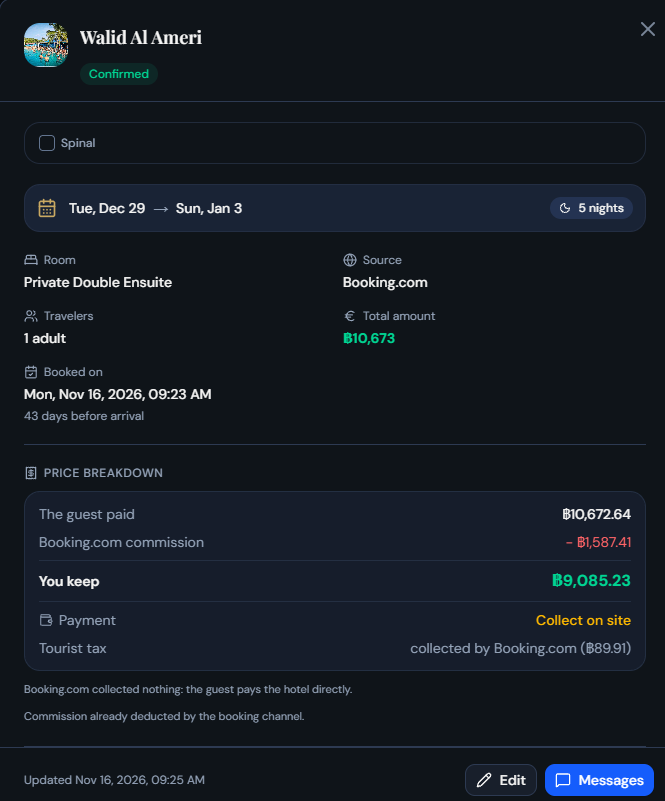 Walid Al Ameri
Confirmed
Spinal
Tue, Dec 29 → Sun, Jan 3
5 nights
Room
Private Double Ensuite
Source
Booking.com
Travelers
1 adult
€ Total amount
฿10,673
Booked on
Mon, Nov 16, 2026, 09:23 AM
43 days before arrival
PRICE BREAKDOWN
The guest paid ฿10,672.64
Booking.com commission - ฿1,587.41
You keep ฿9,085.23
Payment Collect on site
Tourist tax collected by Booking.com (฿89.91)
Booking.com collected nothing: the guest pays the hotel directly.
Commission already deducted by the booking channel.
Updated Nov 16, 2026, 09:25 AM
Edit
Messages